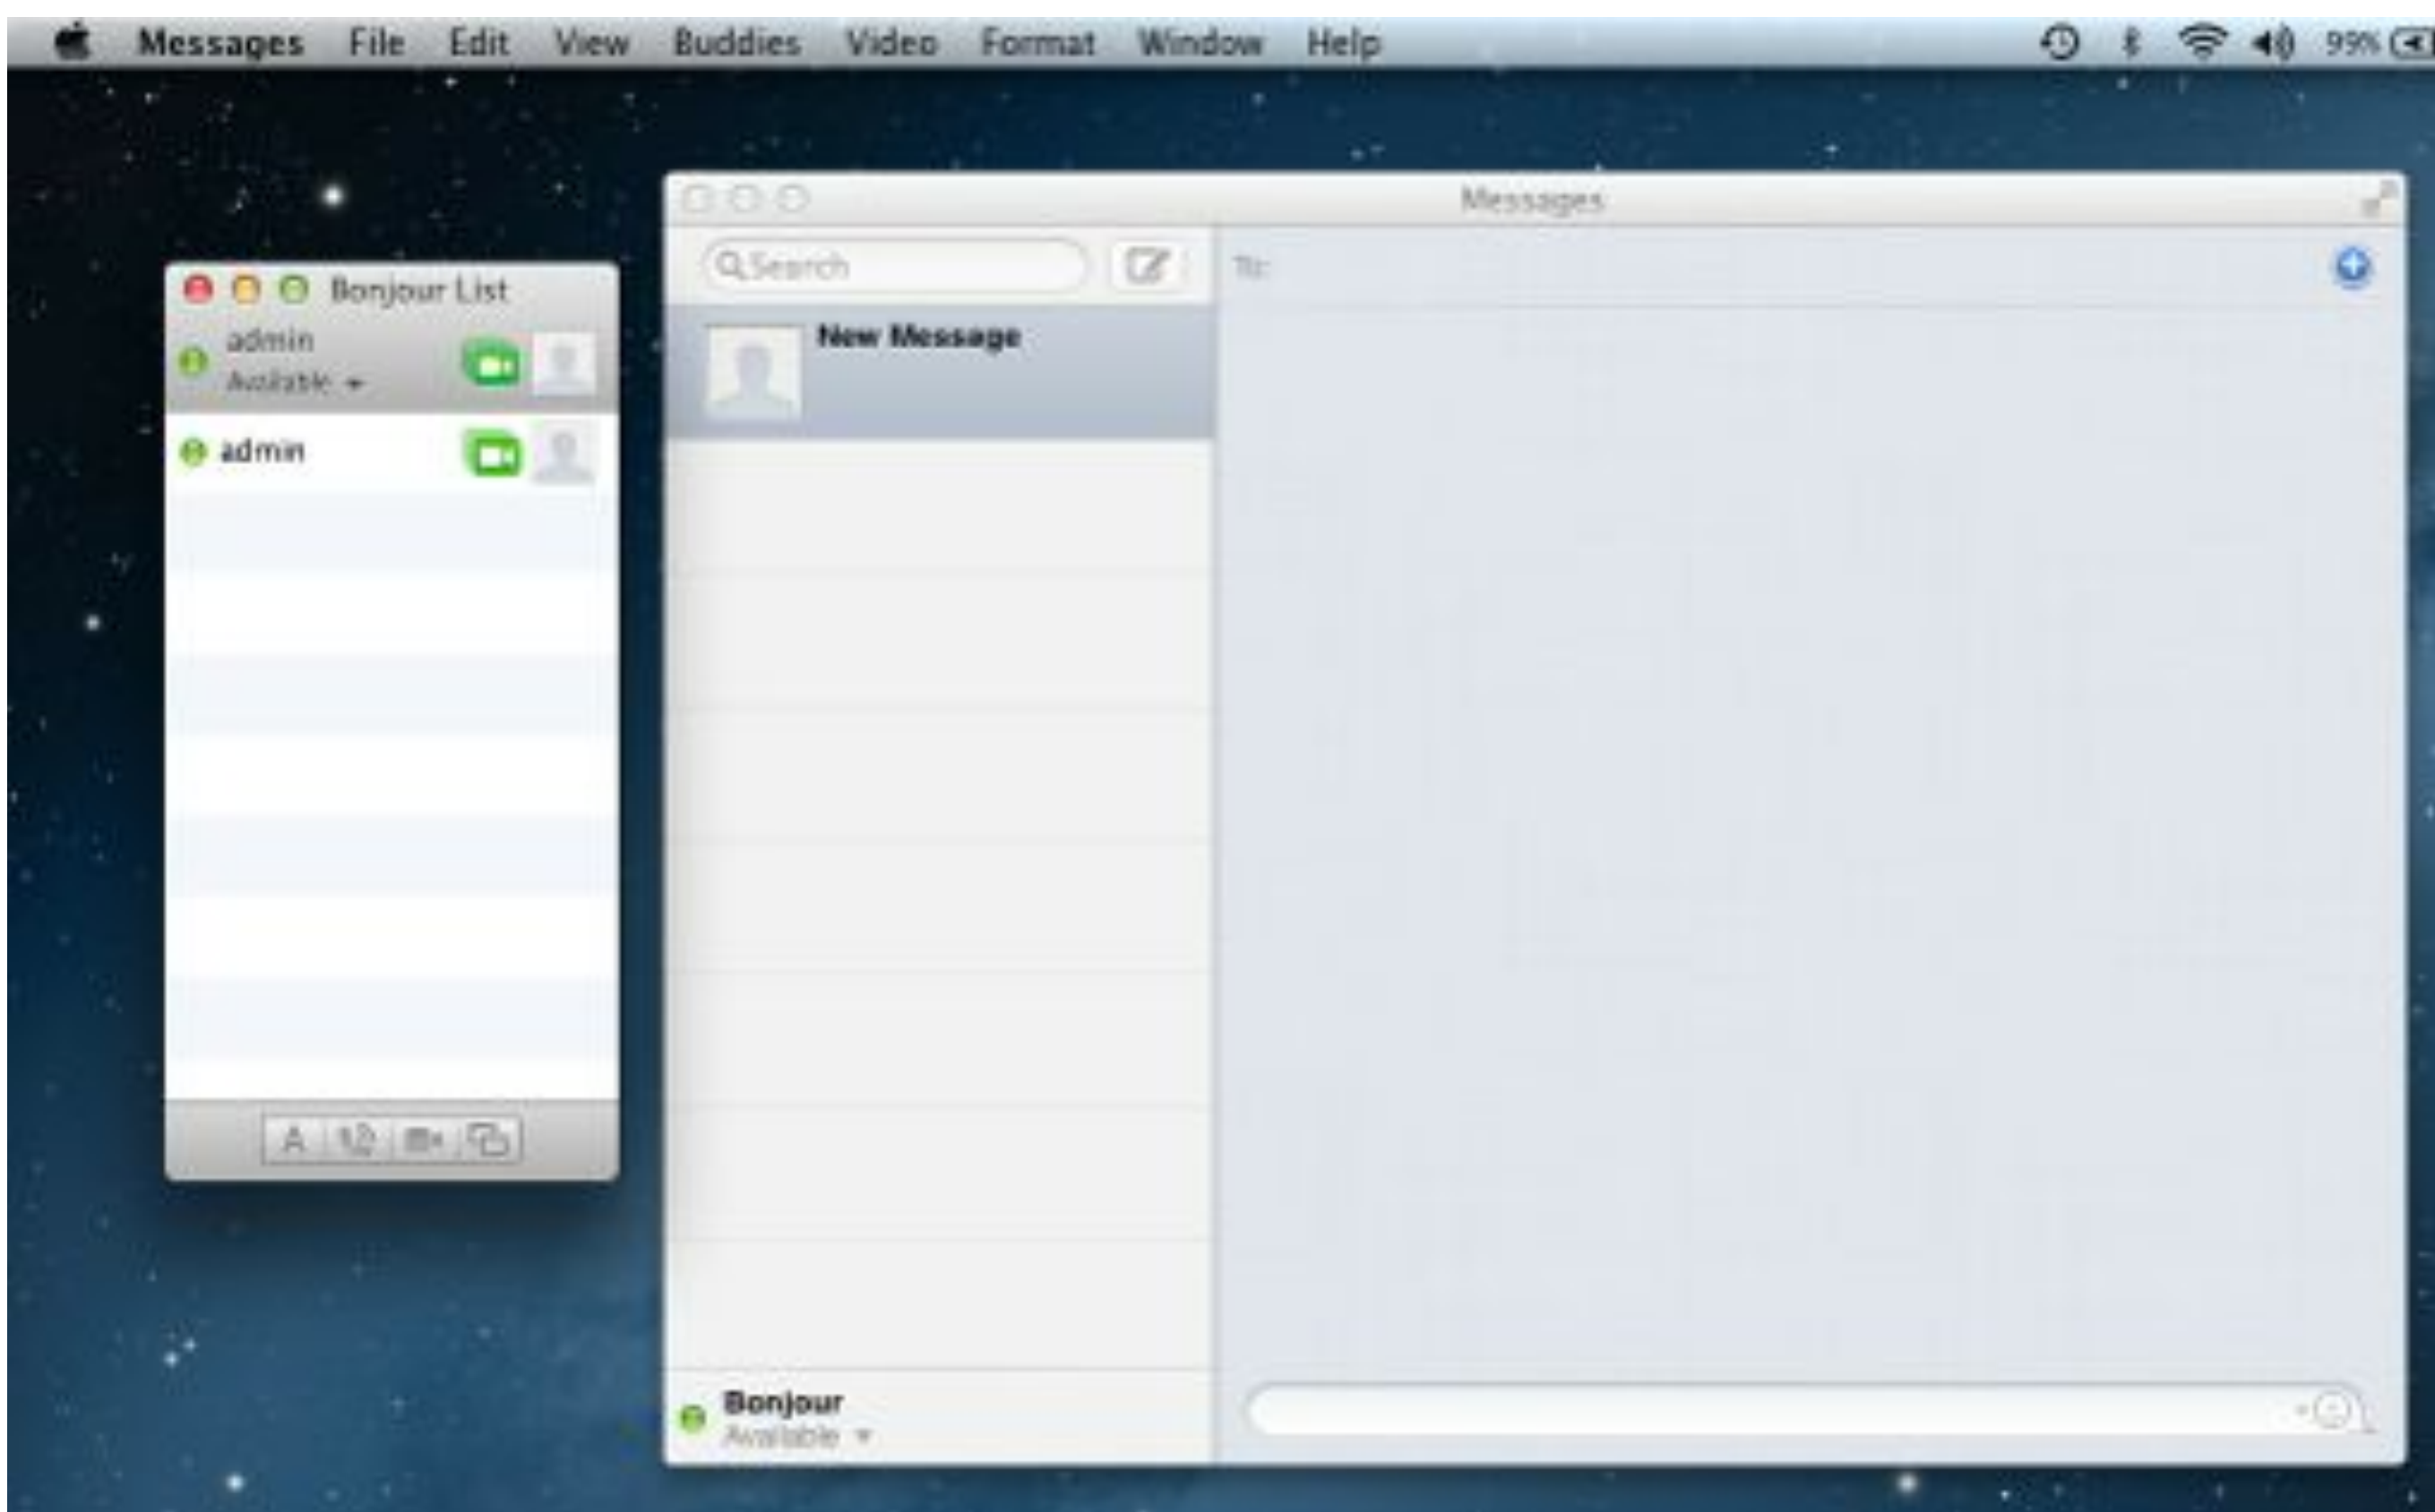 Messages File Edit View Buddies Video Format Window Help 99%
Messages
Search
To:
New Message
Bonjour List
admin
Available
admin
A
Bonjour
Available